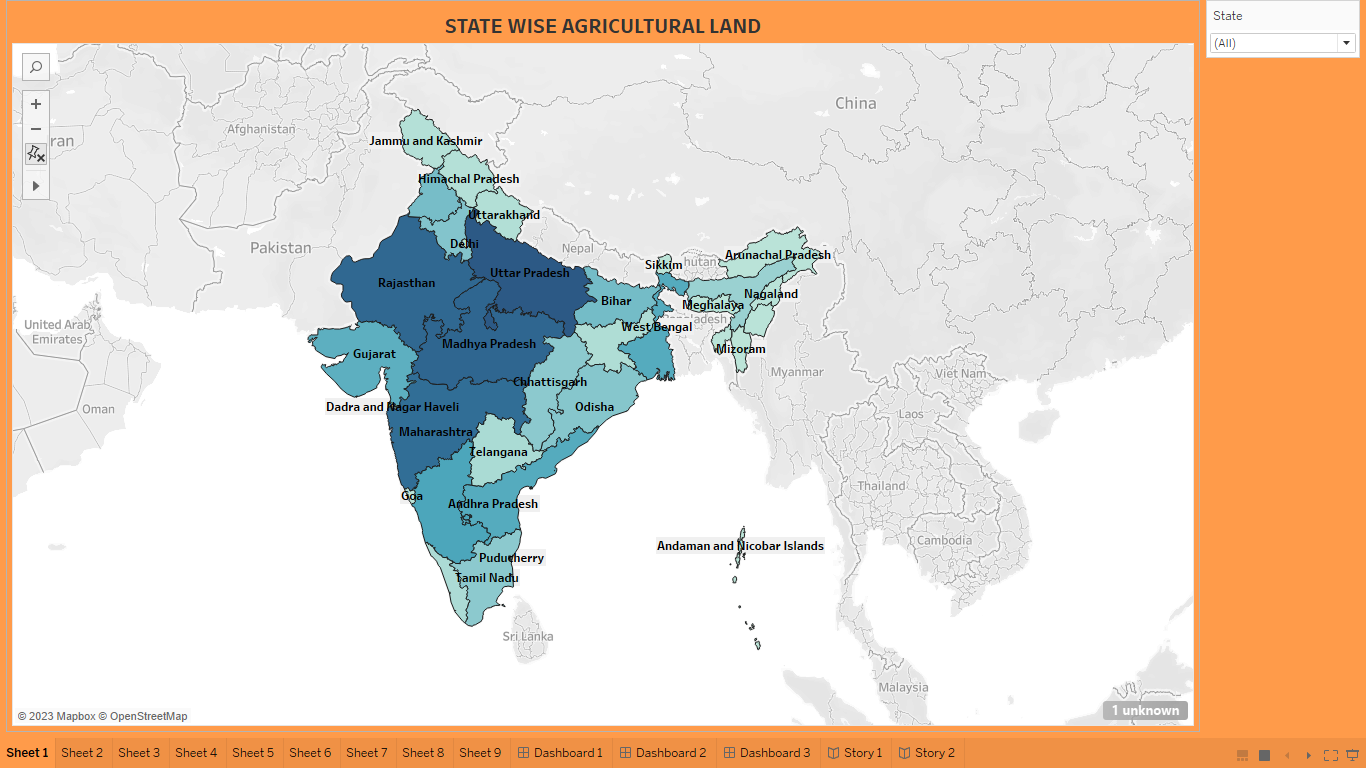 STATE WISE AGRICULTURAL LAND
State
(All)
China
Afghanistan
ran
Jammu and Kashmir
Himachal Pradesh
Uttarakhand
Pakistan
Delhi
Nepal
Arunachal Pradesh
Sikkim
hutan
Uttar Pradesh
Rajasthan
Nagaland
Bihar
Meghalaya
ladesh
United Arab
Emirates
West Bengal
Madhya Pradesh
Mizoram
Gujarat
Myanmar
Viet Nam
Chhattisgarh
Dadra and Nagar Haveli
Odisha
Oman
Laos
Maharashtra
Telangana
Thailand
Goa
Andhra Pradesh
Cambodia
Andaman and Nicobar Islands
Puducherry
Tamil Nadu
Sri Lanka
Malaysia
1 unknown
© 2023 Mapbox © OpenStreetMap
Sheet 1 Sheet 2 Sheet 3 Sheet 4 Sheet 5 Sheet 6 Sheet 7 Sheet 8 Sheet 9 Dashboard 1 Dashboard 2 Dashboard 3 Story 1 Story 2